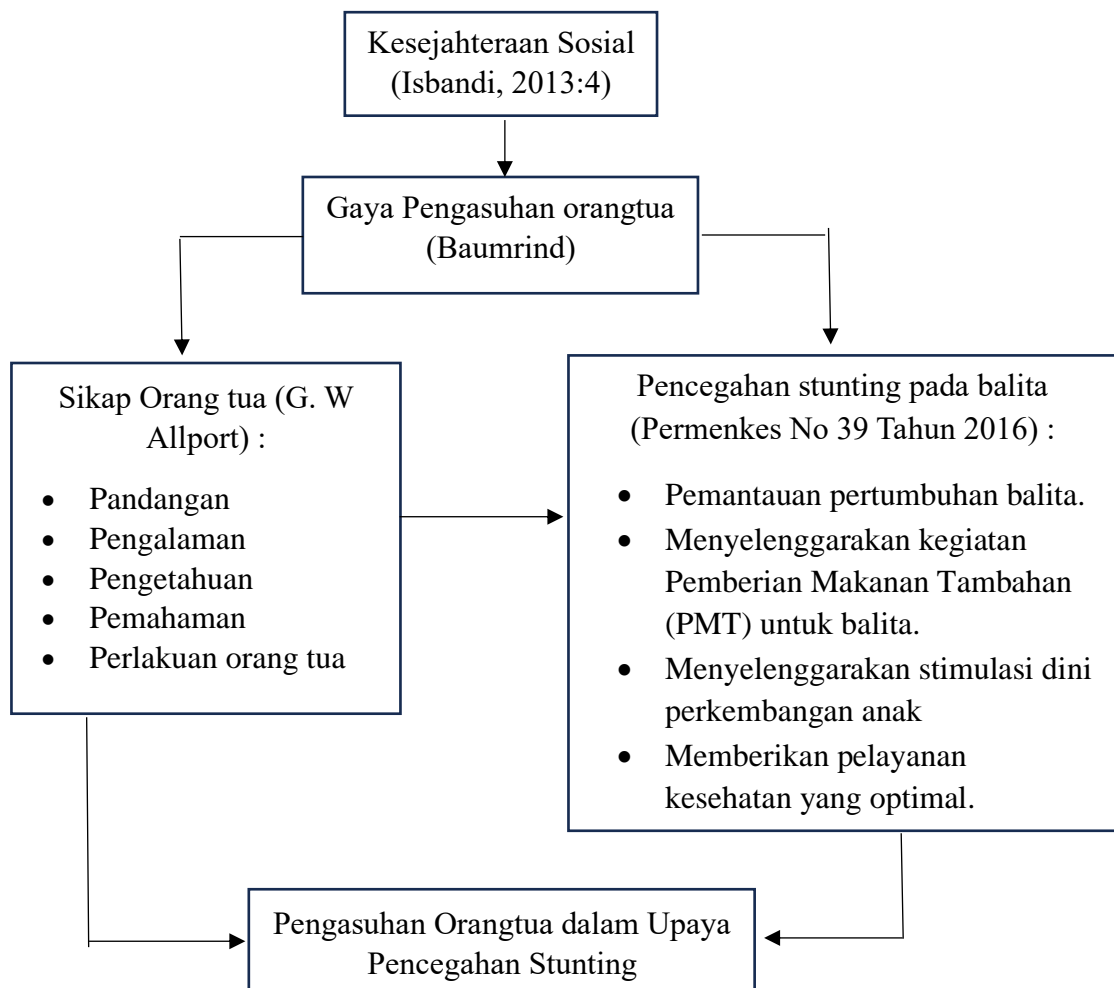 Kesejahteraan Sosial
(Isbandi, 2013:4)
Gaya Pengasuhan orangtua
(Baumrind)
Sikap Orang tua (G. W
Allport) :
• Pandangan
• Pengalaman
• Pengetahuan
• Pemahaman
• Perlakuan orang tua
Pencegahan stunting pada balita
(Permenkes No 39 Tahun 2016) :
• Pemantauan pertumbuhan balita.
• Menyelenggarakan kegiatan
Pemberian Makanan Tambahan
(PMT) untuk balita.
• Menyelenggarakan stimulasi dini
perkembangan anak
• Memberikan pelayanan
kesehatan yang optimal.
Pengasuhan Orangtua dalam Upaya
Pencegahan Stunting